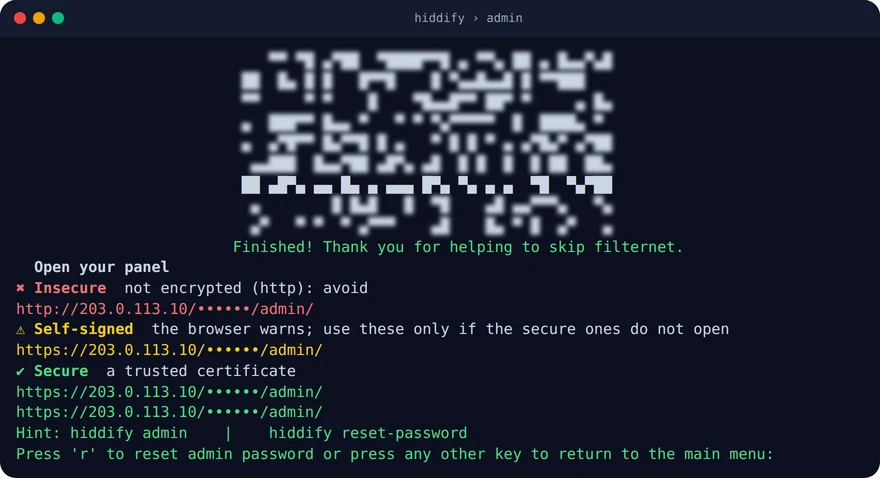 hiddify › admin
Finished! Thank you for helping to skip filternet.
Open your panel
✖ Insecure  not encrypted (http): avoid
http://203.0.113.10/••••••/admin/
⚠ Self-signed  the browser warns; use these only if the secure ones do not open
https://203.0.113.10/••••••/admin/
✔ Secure  a trusted certificate
https://203.0.113.10/••••••/admin/
https://203.0.113.10/••••••/admin/
Hint: hiddify admin    |    hiddify reset-password
Press 'r' to reset admin password or press any other key to return to the main menu: